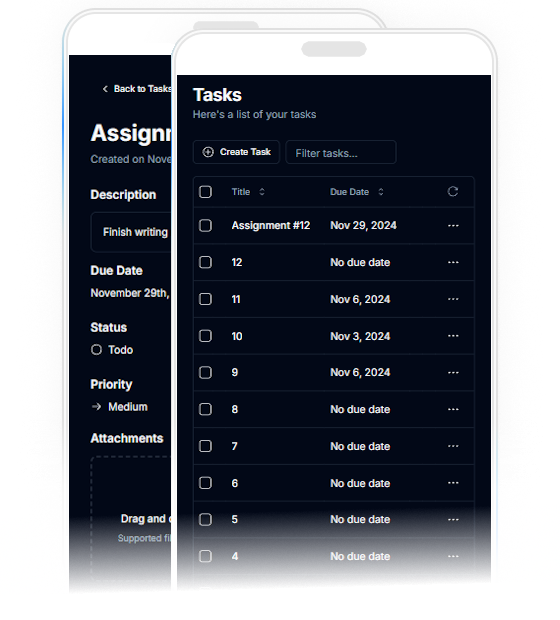 Back to Tasks
Created on Nove
Description
Finish writing
Due Date
November 29th,
Status
Todo
Priority
Medium
Attachments
Drag and
Supported
Tasks
Here's a list of your tasks
Create Task
Filter tasks...
Title Due Date
Assignment #12 Nov 29, 2024
12 No due date
11 Nov 6, 2024
10 Nov 3, 2024
9 Nov 6, 2024
8 No due date
7 No due date
6 No due date
5 No due date
4 No due date